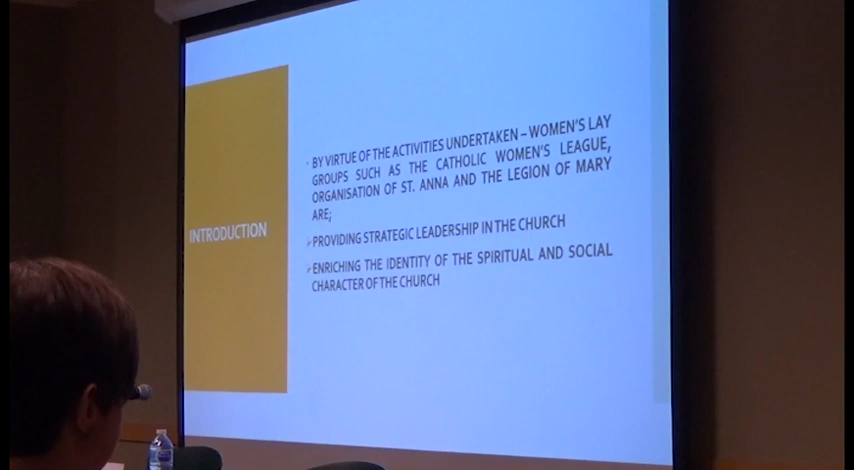 INTRODUCTION
BY VIRTUE OF THE ACTIVITIES UNDERTAKEN – WOMEN'S LAY
GROUPS SUCH AS THE CATHOLIC WOMEN'S LEAGUE,
ORGANISATION OF ST. ANNA AND THE LEGION OF MARY
ARE;
PROVIDING STRATEGIC LEADERSHIP IN THE CHURCH
ENRICHING THE IDENTITY OF THE SPIRITUAL AND SOCIAL
CHARACTER OF THE CHURCH